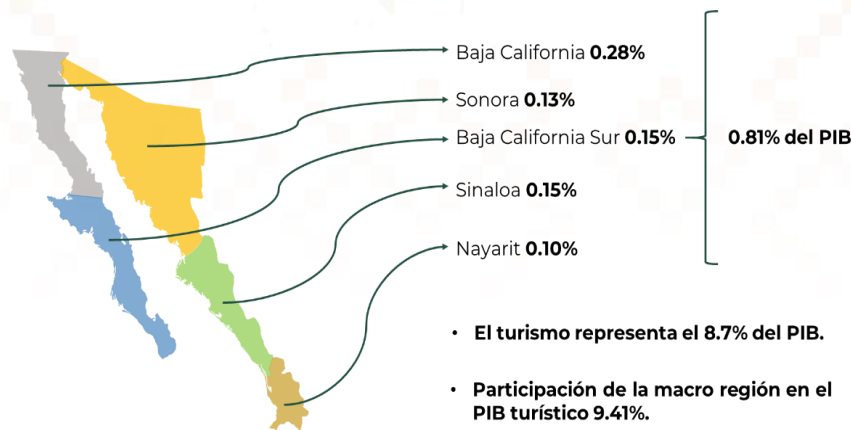 Baja California 0.28%
Sonora 0.13%
Baja California Sur 0.15%
0.81% del PIB
Sinaloa 0.15%
Nayarit 0.10%
• El turismo representa el 8.7% del PIB.
• Participación de la macro región en el
PIB turístico 9.41%.